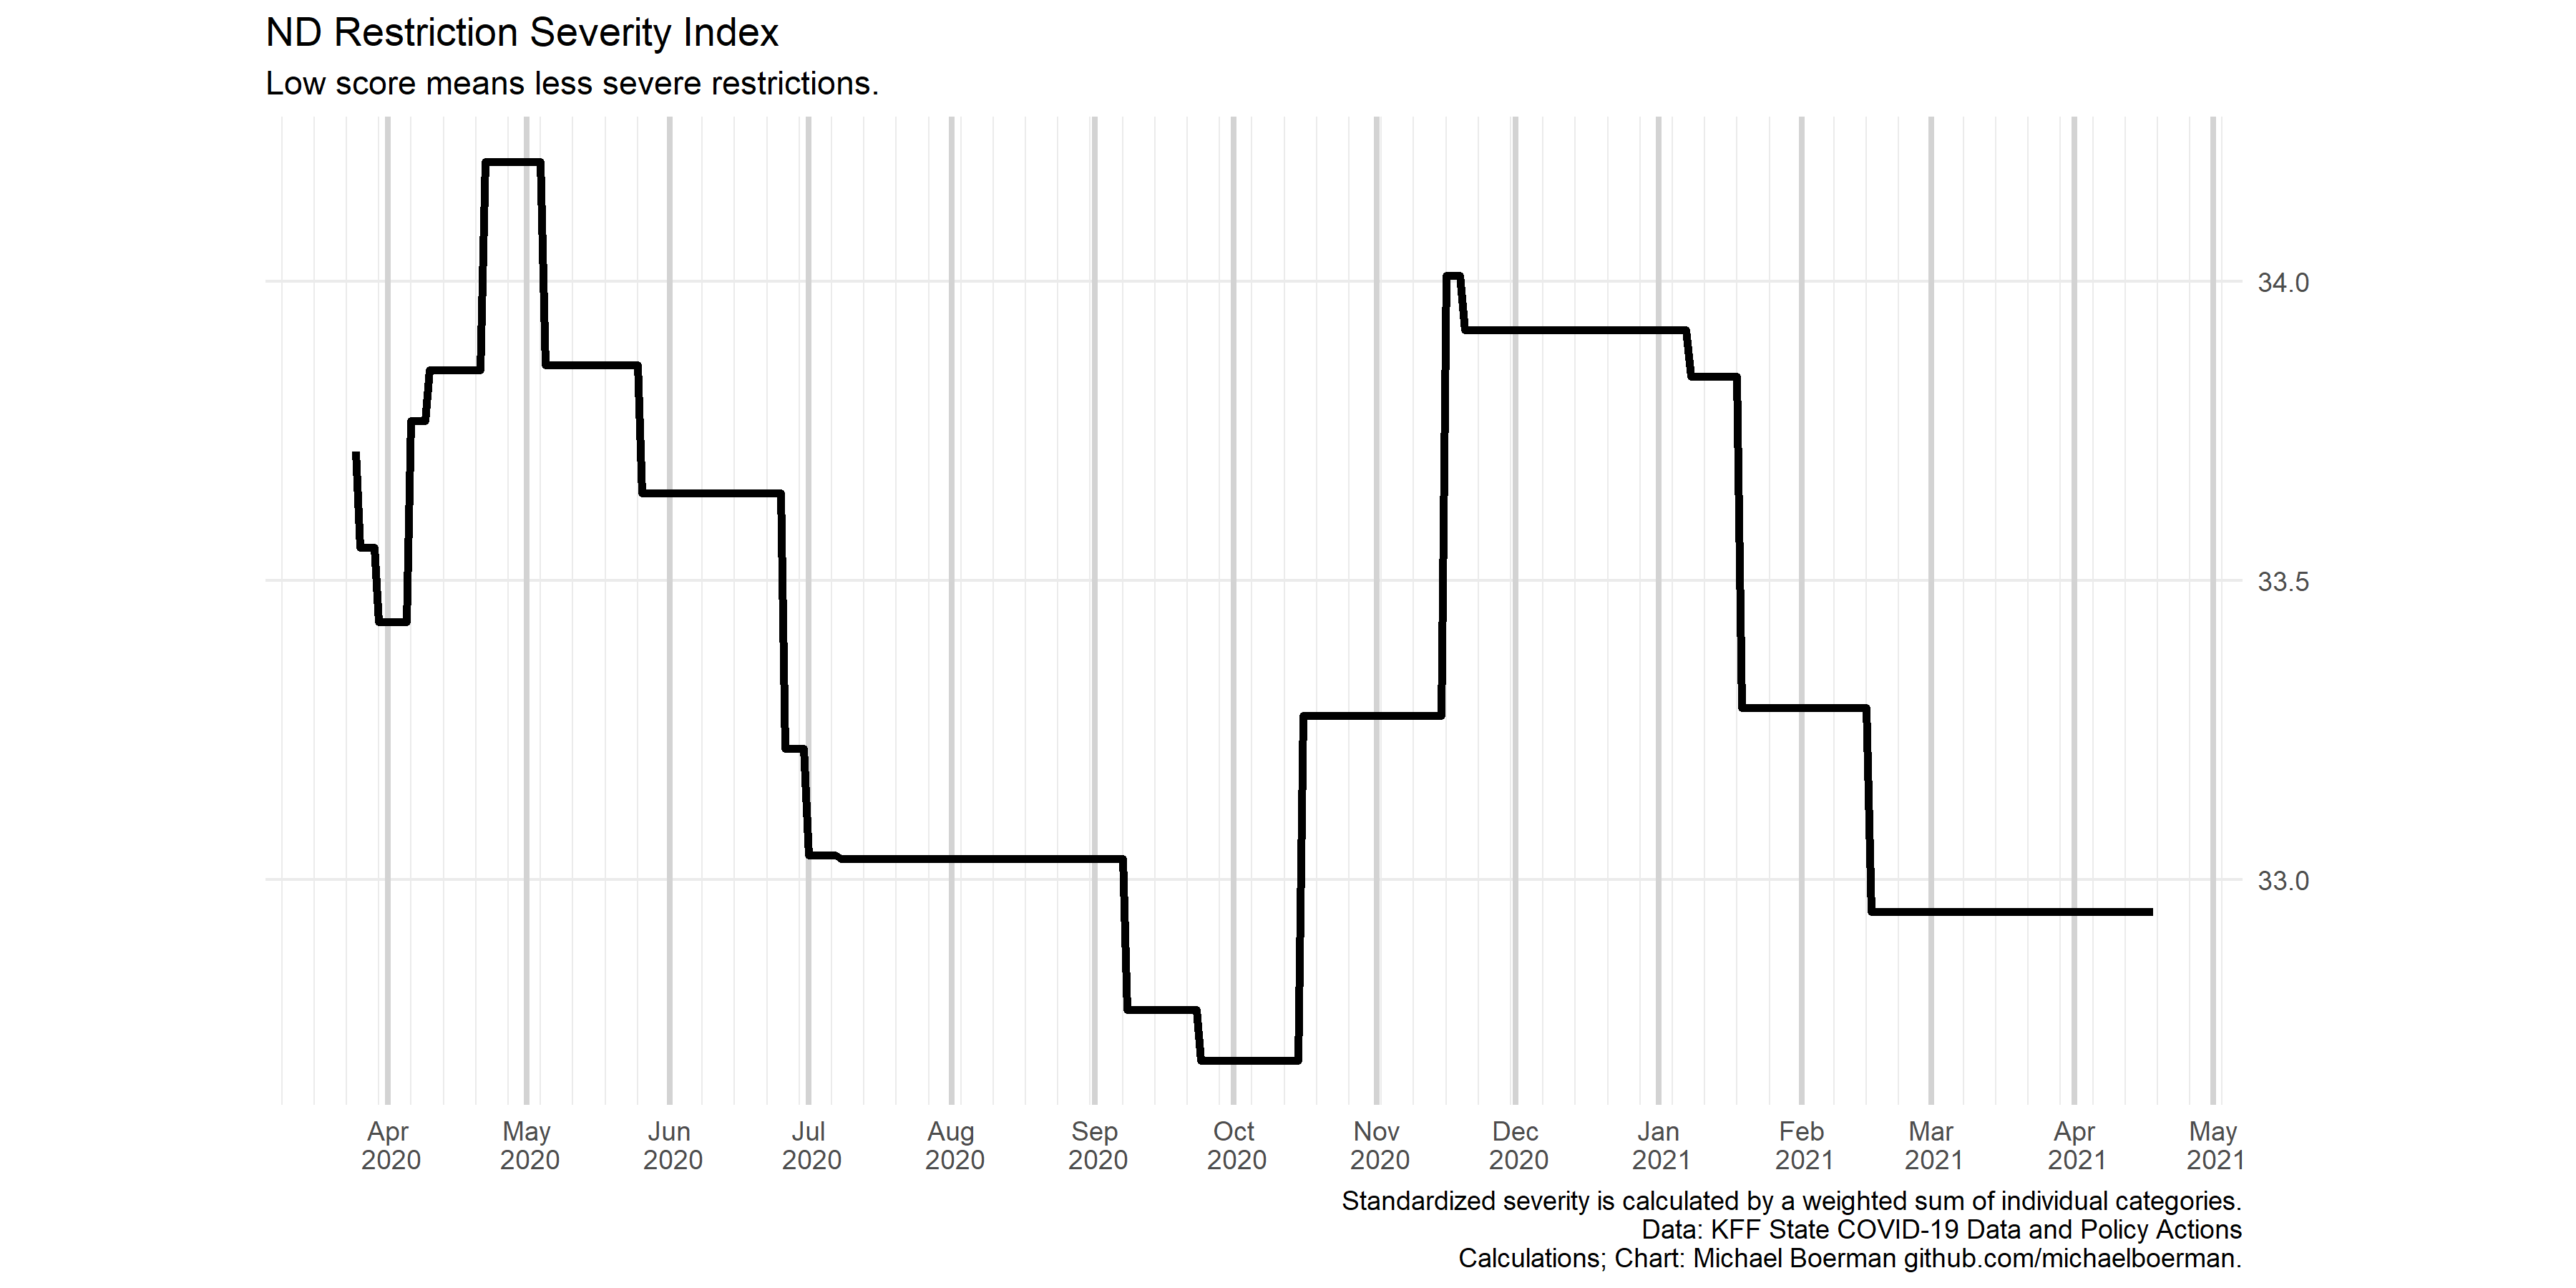 ND Restriction Severity Index
Low score means less severe restrictions.
34.0
33.5
33.0
Apr May Jun Jul Aug Sep Oct Nov Dec Jan Feb Mar Apr May
2020 2020 2020 2020 2020 2020 2020 2020 2020 2021 2021 2021 2021 2021
Standardized severity is calculated by a weighted sum of individual categories.
Data: KFF State COVID-19 Data and Policy Actions
Calculations; Chart: Michael Boerman github.com/michaelboerman.